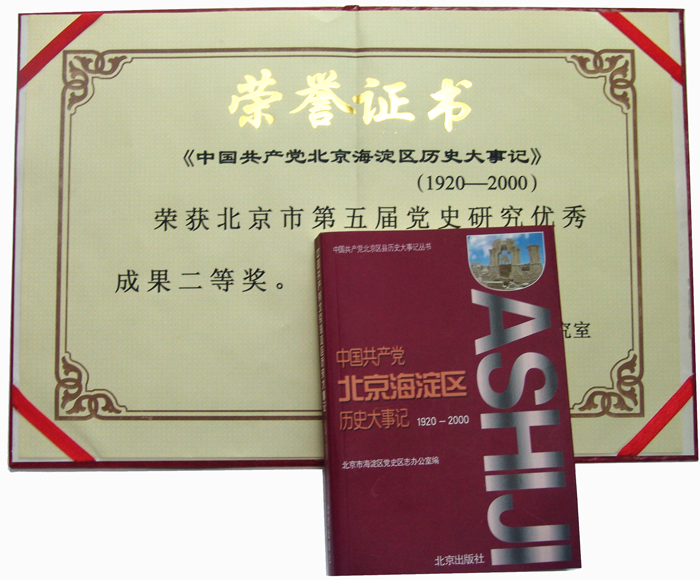 荣誉证书
《中国共产党北京海淀区历史大事记》
(1920—2000)
荣获北京市第五届党史研究优秀
成果二等奖。
究室
中国共产党北京区县历史大事记丛书
DASHIJI
中国共产党
北京海淀区
历史大事记 1920－2000
北京市海淀区党史区志办公室编
北京出版社